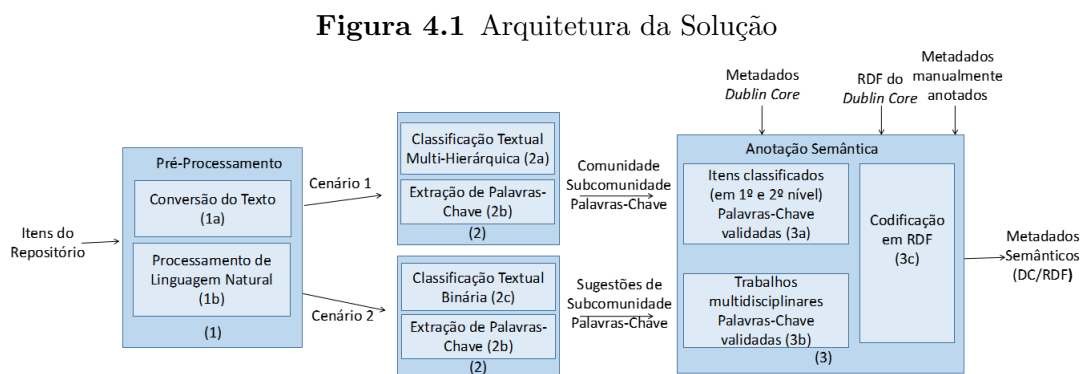 Figura 4.1 Arquitetura da Solução
Itens do
Repositório
Pré-Processamento
Conversão do Texto
(1a)
Processamento de
Linguagem Natural
(1b)
(1)
Cenário 1
Cenário 2
Classificação Textual
Multi-Hierárquica (2a)
Extração de Palavras-
Chave (2b)
(2)
Classificação Textual
Binária (2c)
Extração de Palavras-
Chave (2b)
(2)
Comunidade
Subcomunidade
Palavras-Chave
Sugestões de
Subcomunidade
Palavras-Chave
Metadados
Dublin Core
RDF do
Dublin Core
Metadados
manualmente
anotados
Anotação Semântica
Itens classificados
(em 1º e 2º nível)
Palavras-Chave
validadas (3a)
Trabalhos
multidisciplinares
Palavras-Chave
validadas (3b)
Codificação
em RDF
(3c)
(3)
Metadados
Semânticos
(DC/RDF)